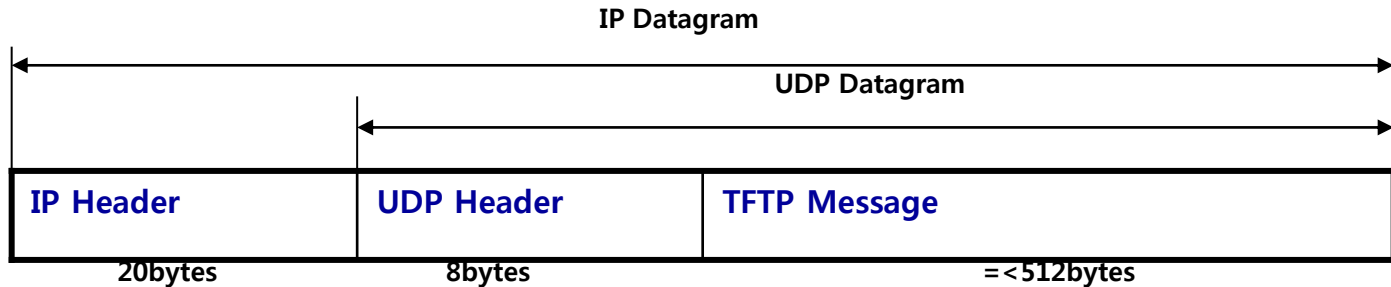 IP Datagram
UDP Datagram
IP Header UDP Header TFTP Message
20bytes 8bytes =<512bytes